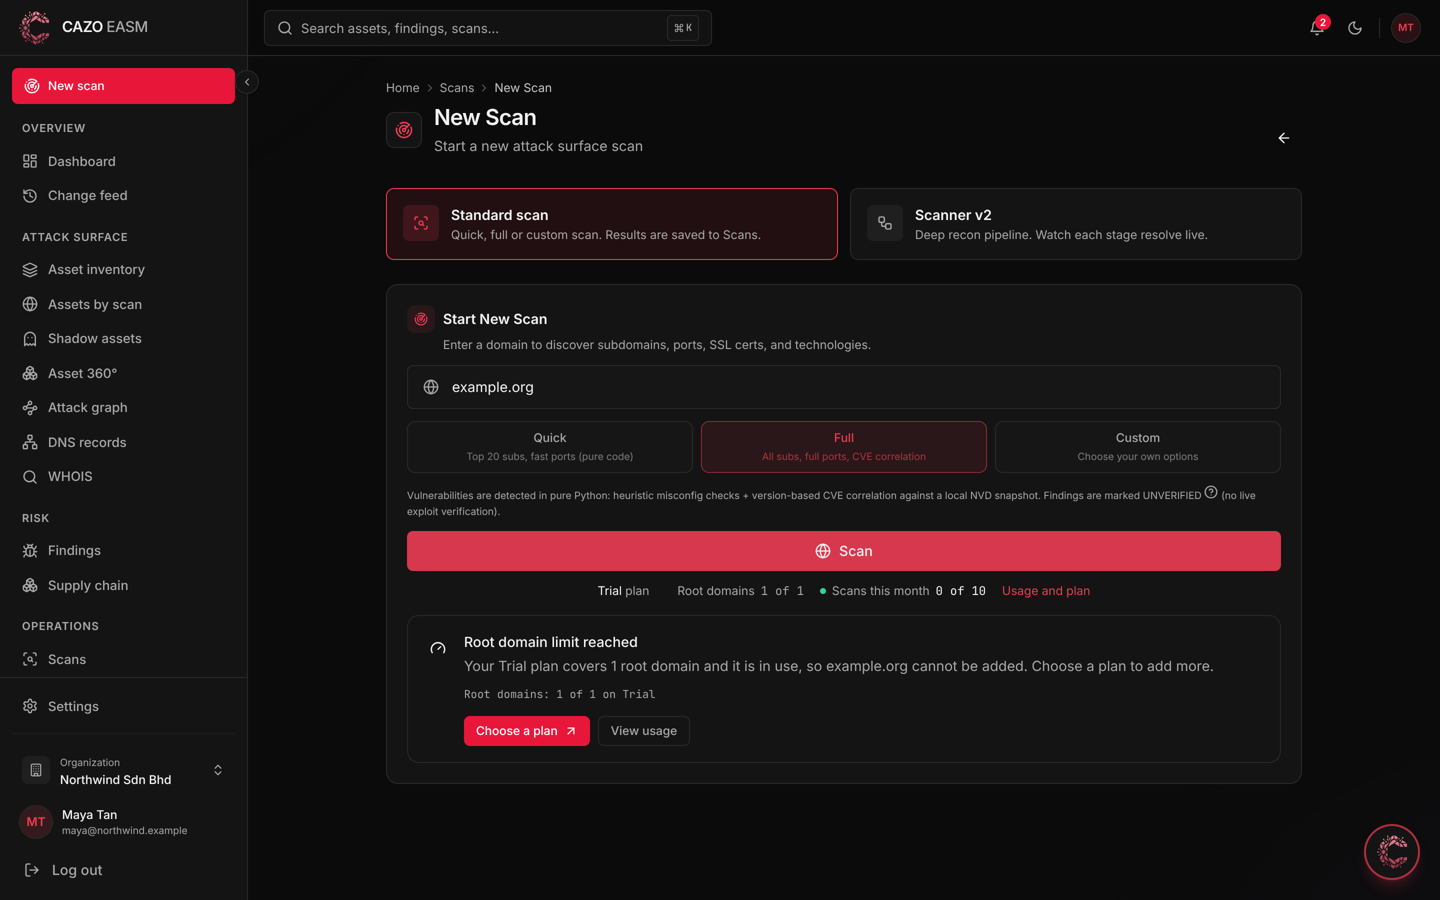 CAZO EASM
Search assets, findings, scans...
⌘ K
2
MT
New scan
OVERVIEW
Dashboard
Change feed
ATTACK SURFACE
Asset inventory
Assets by scan
Shadow assets
Asset 360°
Attack graph
DNS records
WHOIS
RISK
Findings
Supply chain
OPERATIONS
Scans
Settings
Organization
Northwind Sdn Bhd
MT
Maya Tan
maya@northwind.example
Log out
Home > Scans > New Scan
New Scan
Start a new attack surface scan
Standard scan
Quick, full or custom scan. Results are saved to Scans.
Scanner v2
Deep recon pipeline. Watch each stage resolve live.
Start New Scan
Enter a domain to discover subdomains, ports, SSL certs, and technologies.
example.org
Quick
Top 20 subs, fast ports (pure code)
Full
All subs, full ports, CVE correlation
Custom
Choose your own options
Vulnerabilities are detected in pure Python: heuristic misconfig checks + version-based CVE correlation against a local NVD snapshot. Findings are marked UNVERIFIED ? (no live
exploit verification).
Scan
Trial plan Root domains 1 of 1 Scans this month 0 of 10 Usage and plan
Root domain limit reached
Your Trial plan covers 1 root domain and it is in use, so example.org cannot be added. Choose a plan to add more.
Root domains: 1 of 1 on Trial
Choose a plan
View usage